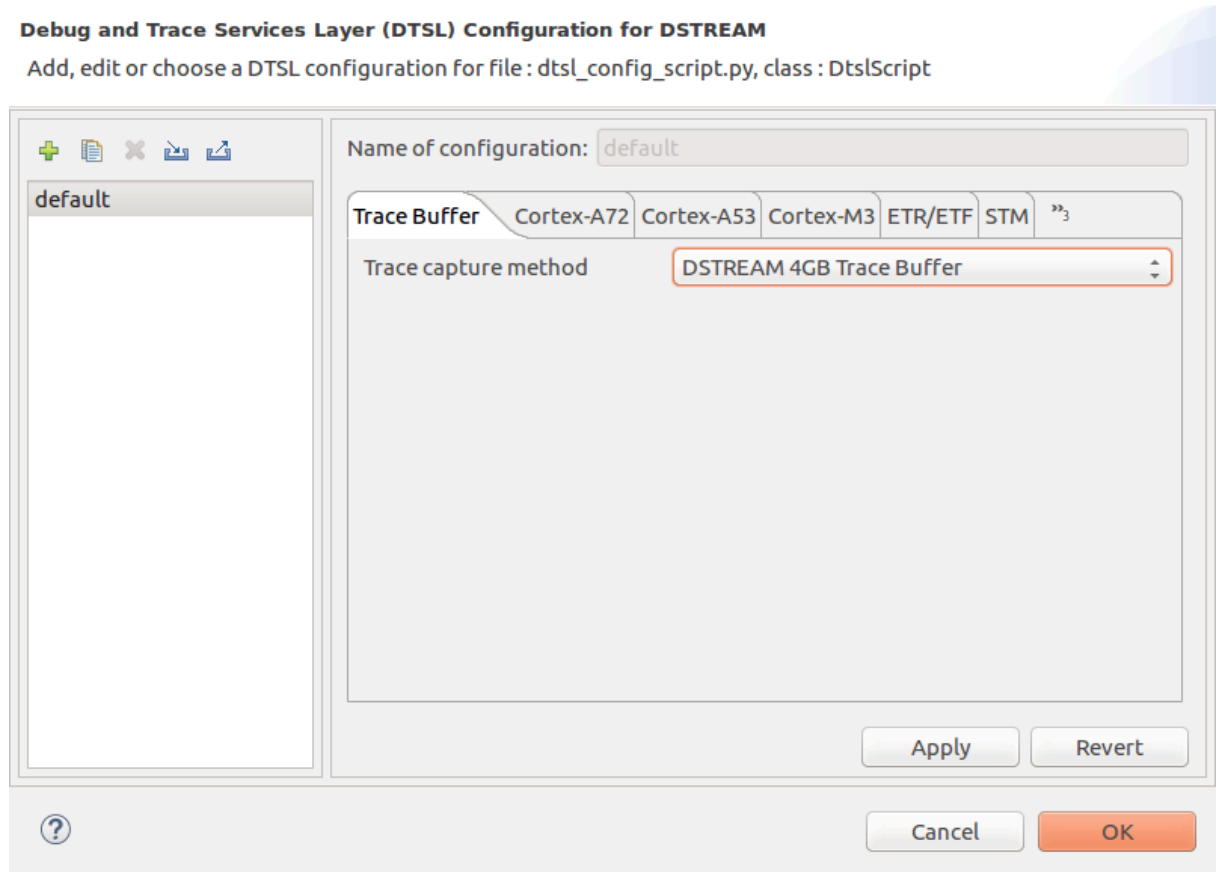 Debug and Trace Services Layer (DTSL) Configuration for DSTREAM
Add, edit or choose a DTSL configuration for file : dtsl_config_script.py, class : DtslScript
Name of configuration: default
default
Trace Buffer Cortex-A72 Cortex-A53 Cortex-M3 ETR/ETF STM »3
Trace capture method DSTREAM 4GB Trace Buffer
Apply Revert
Cancel OK